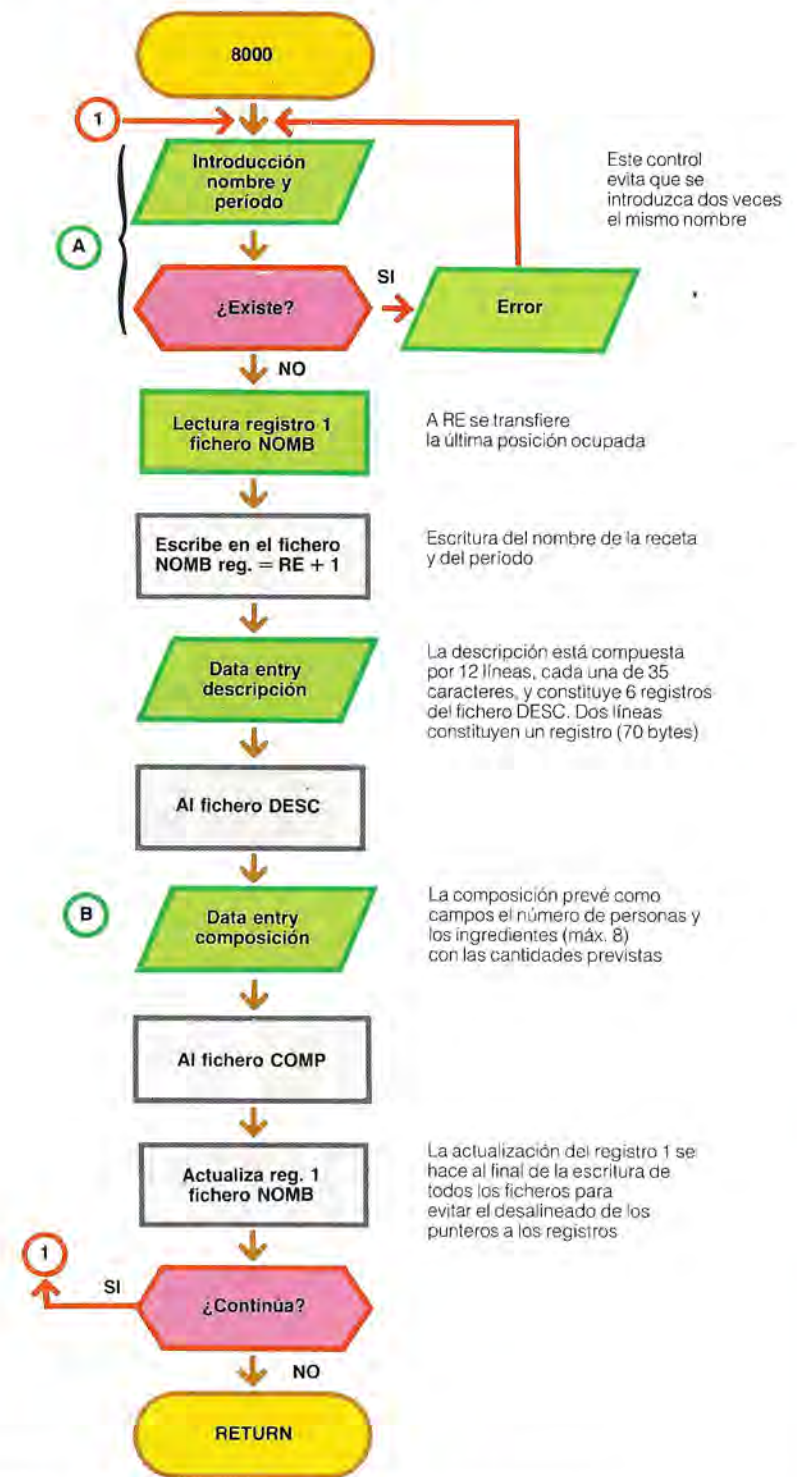 8000
1
Introducción
nombre y
período
Este control
evita que se
introduzca dos veces
el mismo nombre
A
SI
¿Existe?
Error
NO
Lectura registro 1
fichero NOMB
A RE se transfiere
la última posición ocupada
Escribe en el fichero
NOMB reg. = RE + 1
Escritura del nombre de la receta
y del período
Data entry
descripción
La descripción está compuesta
por 12 líneas, cada una de 35
caracteres, y constituye 6 registros
del fichero DESC. Dos líneas
constituyen un registro (70 bytes)
Al fichero DESC
B
Data entry
composición
La composición prevé como
campos el número de personas y
los ingredientes (máx. 8)
con las cantidades previstas
Al fichero COMP
Actualiza reg. 1
fichero NOMB
La actualización del registro 1 se
hace al final de la escritura de
todos los ficheros para
evitar el desalineado de los
punteros a los registros
1
SI
¿Continúa?
NO
RETURN